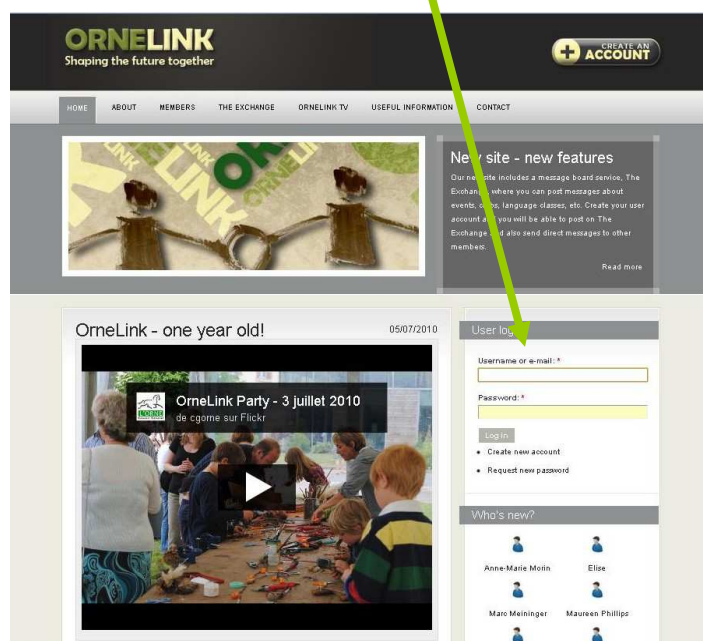 ORNELINK
Shaping the future together
CREATE AN
ACCOUNT
HOME ABOUT MEMBERS THE EXCHANGE ORNELINK TV USEFUL INFORMATION CONTACT
LINK
LINK
OR
ORNELINK
New site - new features
Our new site includes a message board service, The
Exchange, where you can post messages about
events, clubs, language classes, etc. Create your user
account and you will be able to post on The
Exchange and also send direct messages to other
members.
Read more
OrneLink - one year old!
05/07/2010
L'ORNE
OrneLink Party - 3 juillet 2010
de cgorne sur Flickr
User login
Username or e-mail: *
Password: *
Log In
Create new account
Request new password
Who's new?
Anne-Marie Morin
Elise
Marc Meininger
Maureen Phillips